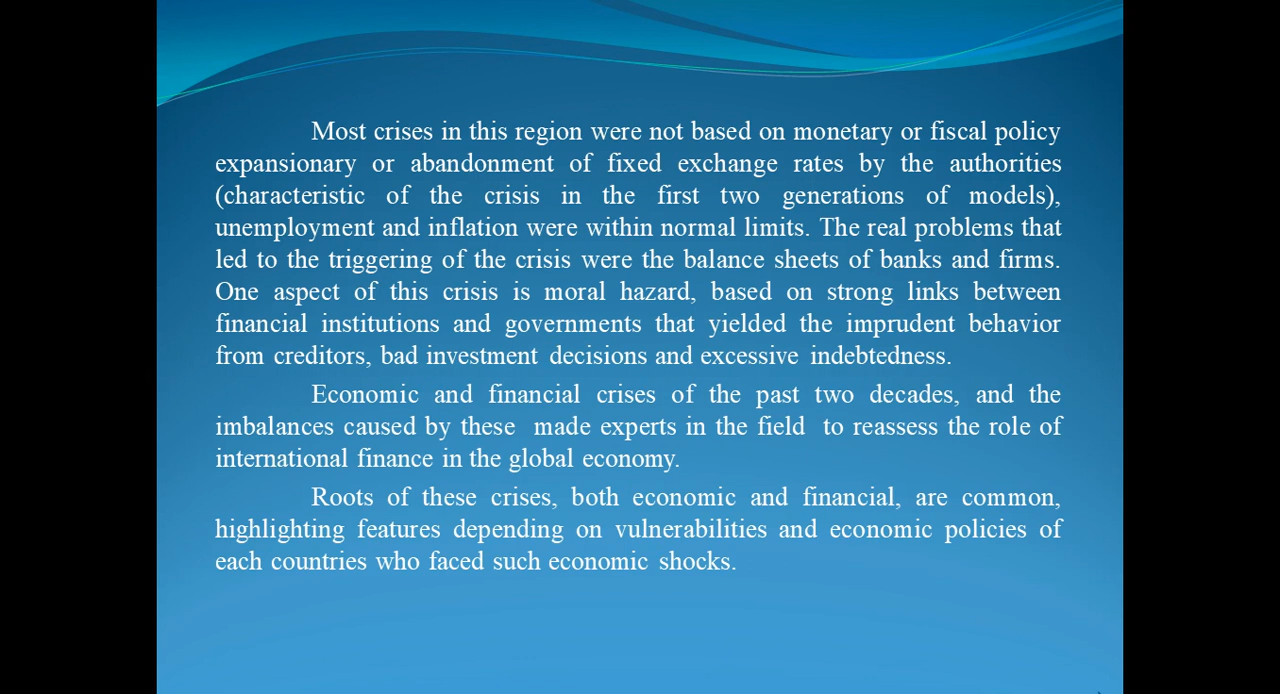 Most crises in this region were not based on monetary or fiscal policy
expansionary or abandonment of fixed exchange rates by the authorities
(characteristic of the crisis in the first two generations of models),
unemployment and inflation were within normal limits. The real problems that
led to the triggering of the crisis were the balance sheets of banks and firms.
One aspect of this crisis is moral hazard, based on strong links between
financial institutions and governments that yielded the imprudent behavior
from creditors, bad investment decisions and excessive indebtedness.
Economic and financial crises of the past two decades, and the
imbalances caused by these made experts in the field to reassess the role of
international finance in the global economy.
Roots of these crises, both economic and financial, are common,
highlighting features depending on vulnerabilities and economic policies of
each countries who faced such economic shocks.